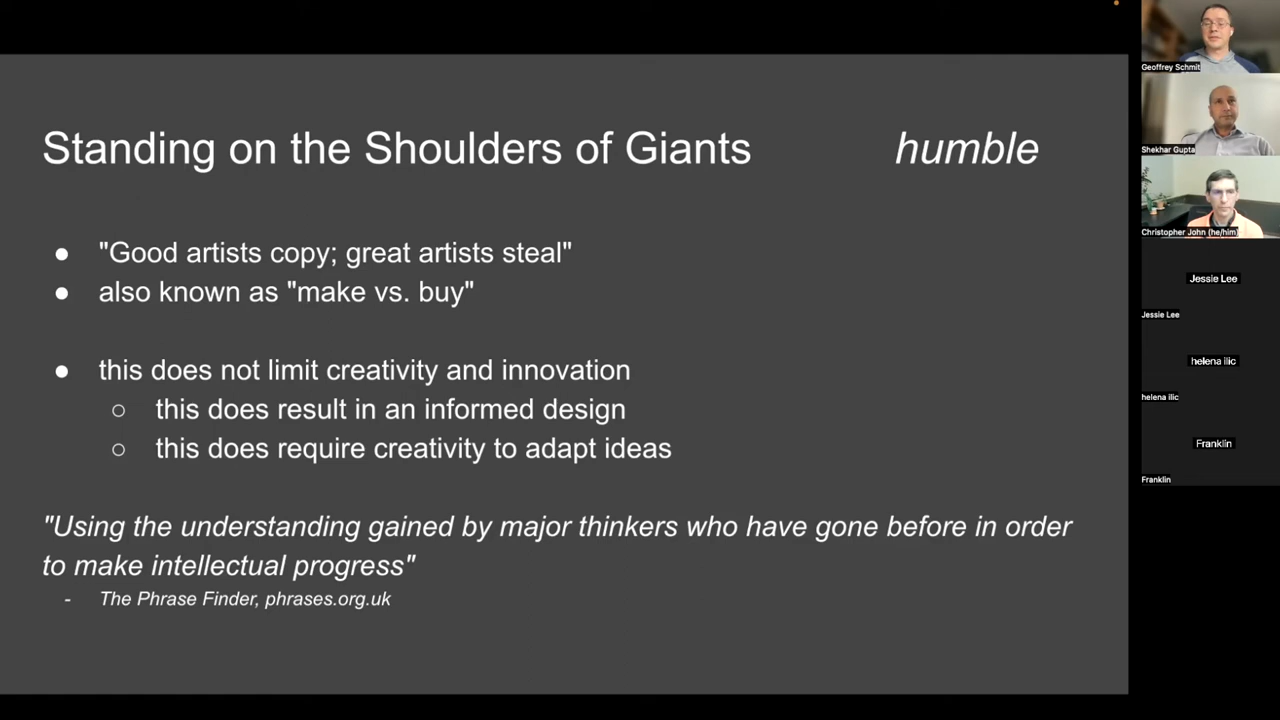 Standing on the Shoulders of Giants
humble
● "Good artists copy; great artists steal"
● also known as "make vs. buy"
● this does not limit creativity and innovation
○ this does result in an informed design
○ this does require creativity to adapt ideas
"Using the understanding gained by major thinkers who have gone before in order
to make intellectual progress"
- The Phrase Finder, phrases.org.uk
Geoffrey Schmit
Shekhar Gupta
Christopher John (he/him)
Jessie Lee
Jessie Lee
helena ilic
helena ilic
Franklin
Franklin